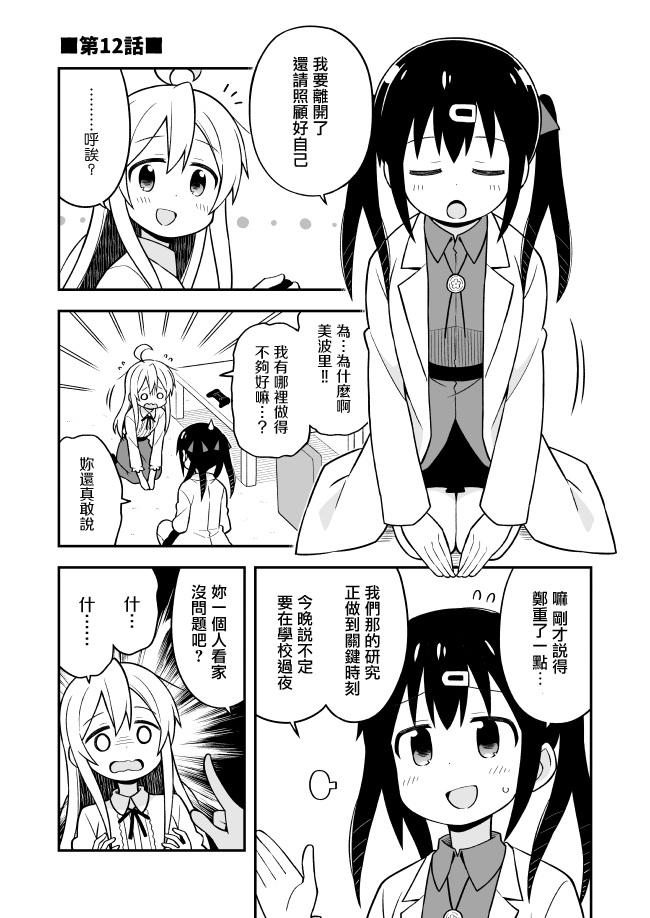 ■第12話■
我要離開了
還請照顧好自己
………呼誒？
為…為什麼啊
美波里!!
我有哪裡做得
不夠好嘛…？
妳還真敢說
嘛 剛才説得
鄭重了一點…
我們那的研究
正做到關鍵時刻
今晚說不定
要在學校過夜
妳一個人看家
沒問題吧？
什…
什……